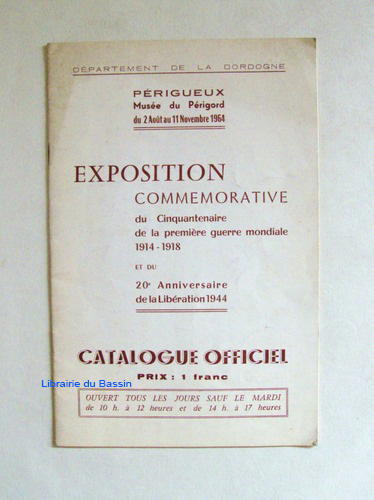 DÉPARTEMENT DE LA DORDOGNE
PÉRIGUEUX
Musée du Périgord
du 2 Août au 11 Novembre 1964
EXPOSITION
COMMEMORATIVE
du Cinquantenaire
de la première guerre mondiale
1914-1918
ET DU
20e Anniversaire
de la Libération 1944
CATALOGUE OFFICIEL
PRIX : 1 franc
Librairie du Bassin
OUVERT TOUS LES JOURS SAUF LE MARDI
de 10 h. à 12 heures et de 14 h. à 17 heures